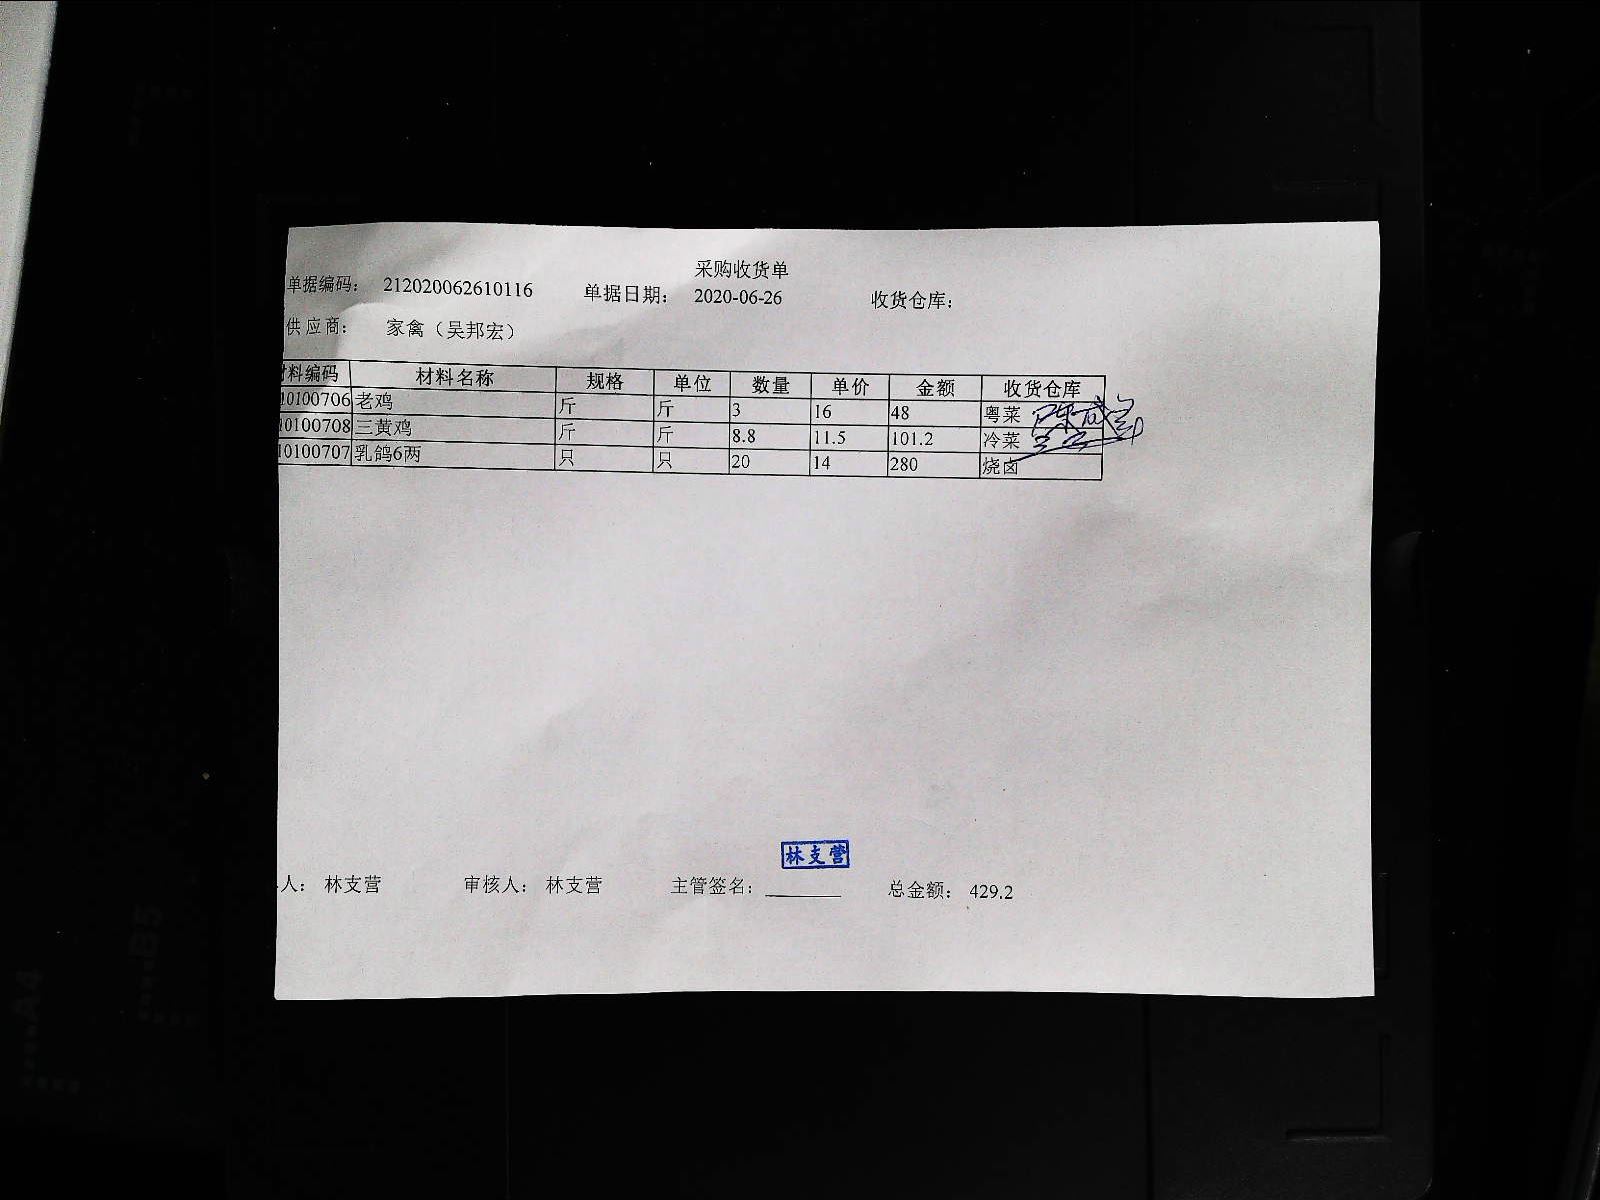 采购收货单
单据编码： 212020062610116 单据日期： 2020-06-26 收货仓库：
供应商： 家禽（吴邦宏）
材料编码 材料名称 规格 单位 数量 单价 金额 收货仓库
10100706 老鸡 斤 斤 3 16 48 粤菜
10100708 三黄鸡 斤 斤 8.8 11.5 101.2 冷菜
10100707 乳鸽6两 只 只 20 14 280 烧卤
林支营
人： 林支营 审核人： 林支营 主管签名： 总金额： 429.2